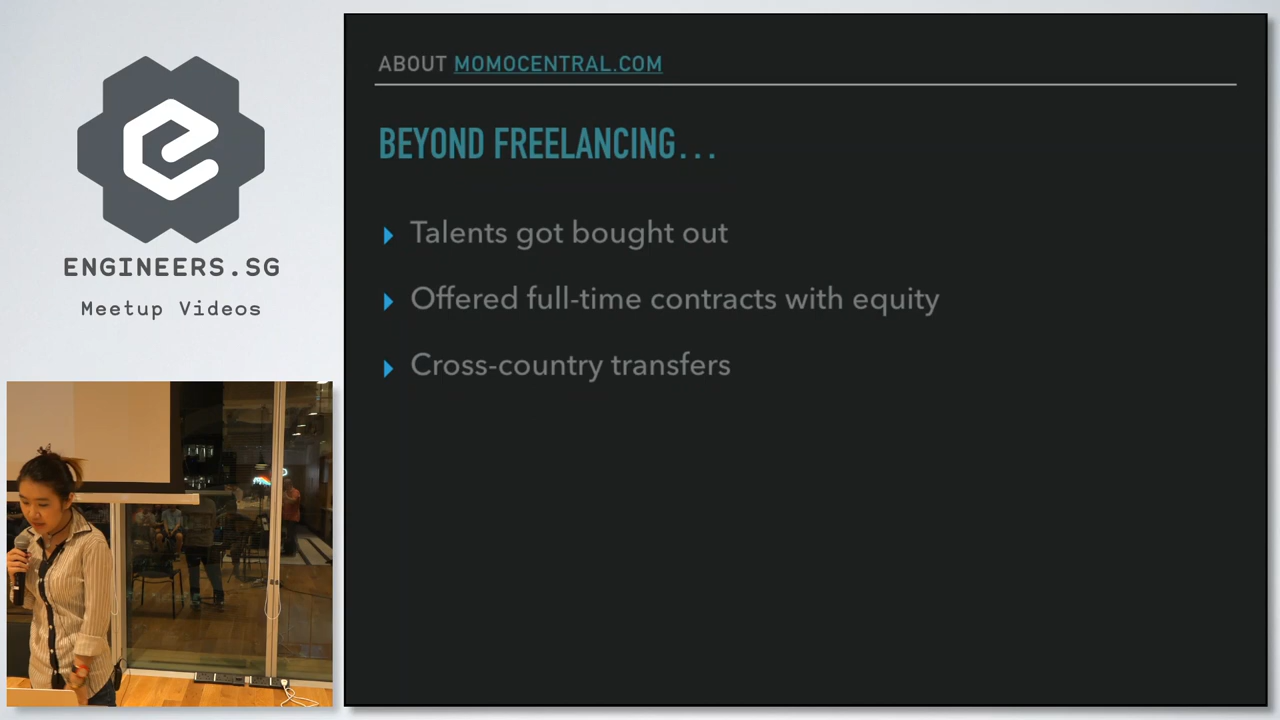 ENGINEERS.SG
Meetup Videos
ABOUT MOMOCENTRAL.COM
BEYOND FREELANCING...
Talents got bought out
Offered full-time contracts with equity
Cross-country transfers